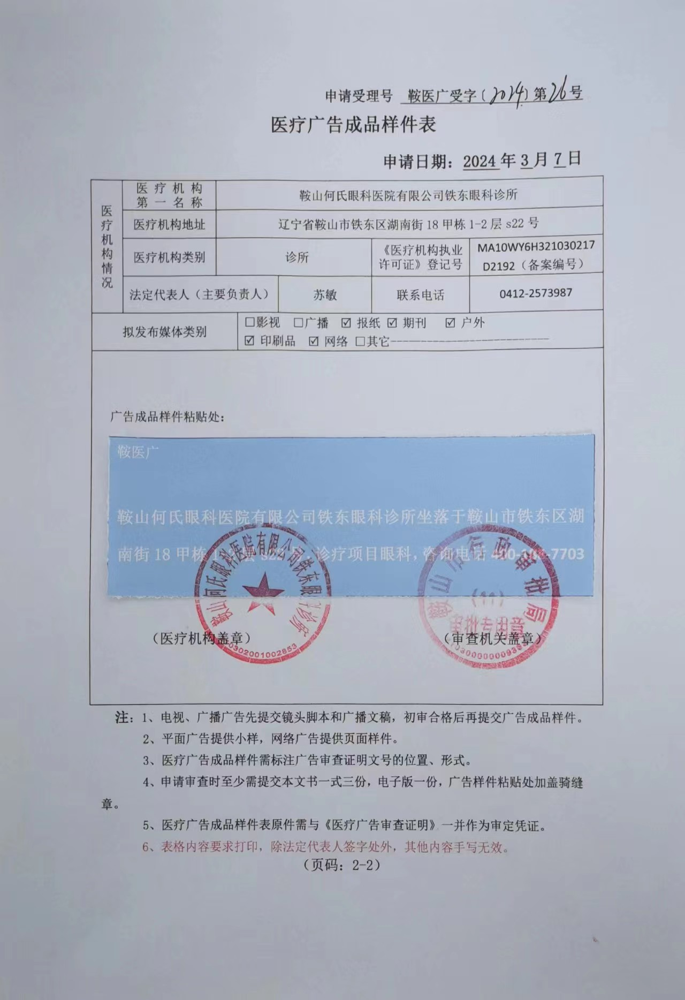 申请受理号 鞍医广受字(2024)第26号
医疗广告成品样件表
申请日期：2024年3月7日
医疗机构情况
医疗机构第一名称
鞍山何氏眼科医院有限公司铁东眼科诊所
医疗机构地址
辽宁省鞍山市铁东区湖南街18甲栋1-2层s22号
医疗机构类别
诊所
《医疗机构执业许可证》登记号
MA10WY6H321030217
D2192（备案编号）
法定代表人（主要负责人）
苏敏
联系电话
0412-2573987
拟发布媒体类别
□影视 □广播 ☑ 报纸 ☑ 期刊 ☑ 户外
☑ 印刷品 ☑ 网络 □其它
广告成品样件粘贴处：
鞍医广
鞍山何氏眼科医院有限公司铁东眼科诊所坐落于鞍山市铁东区湖
南街18甲栋1-2层s22号，诊疗项目眼科，咨询电话400--7703
鞍山何氏眼科医院有限公司铁东眼科诊所
鞍山市行政审批局
(11)
审批专用章
（医疗机构盖章）
（审查机关盖章）
注：1、电视、广播广告先提交镜头脚本和广播文稿，初审合格后再提交广告成品样件。
2、平面广告提供小样，网络广告提供页面样件。
3、医疗广告成品样件需标注广告审查证明文号的位置、形式。
4、申请审查时至少需提交本文书一式三份，电子版一份，广告样件粘贴处加盖骑缝
章。
5、医疗广告成品样件表原件需与《医疗广告审查证明》一并作为审定凭证。
6、表格内容要求打印，除法定代表人签字处外，其他内容手写无效。
（页码：2-2）